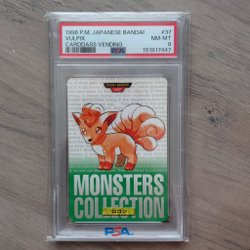 1996 P.M. JAPANESE BANDAI #37
VULPIX NM-MT
CARDDASS VENDING 8
101917447
MONSTERS
COLLECTION
ロコン
PSA